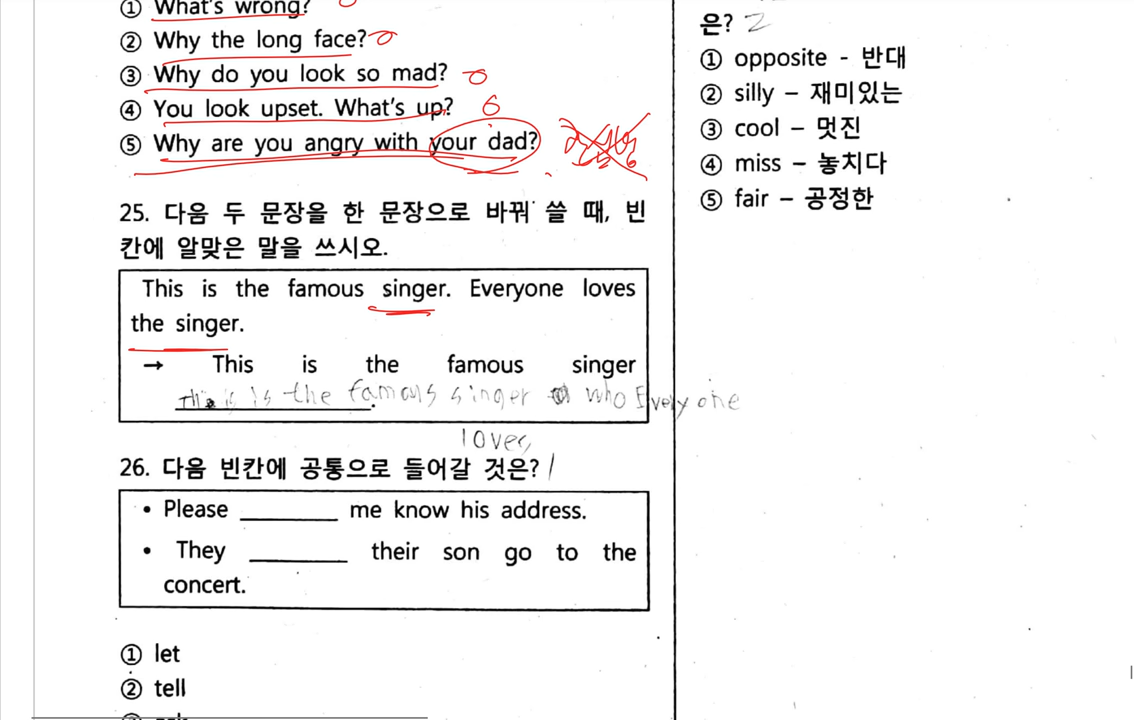 ① What's wrong?
② Why the long face?
③ Why do you look so mad?
④ You look upset. What's up?
⑤ Why are you angry with your dad?
25. 다음 두 문장을 한 문장으로 바꿔 쓸 때, 빈
칸에 알맞은 말을 쓰시오.
This is the famous singer. Everyone loves
the singer.
→ This is the famous singer
This is the famous singer who Everyone
loves
26. 다음 빈칸에 공통으로 들어갈 것은? 1
• Please ________ me know his address.
• They ________ their son go to the
concert.
① let
② tell
은? 2
① opposite - 반대
② silly – 재미있는
③ cool – 멋진
④ miss – 놓치다
⑤ fair – 공정한